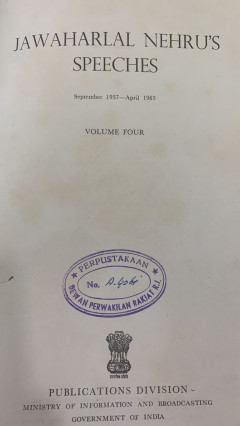 JAWAHARLAL NEHRU'S
SPEECHES
September 1957—April 1963
VOLUME FOUR
★ PERPUSTAKAAN ★
No.
DEWAN PERWAKILAN RAKJAT R.I.
PUBLICATIONS DIVISION
MINISTRY OF INFORMATION AND BROADCASTING
GOVERNMENT OF INDIA